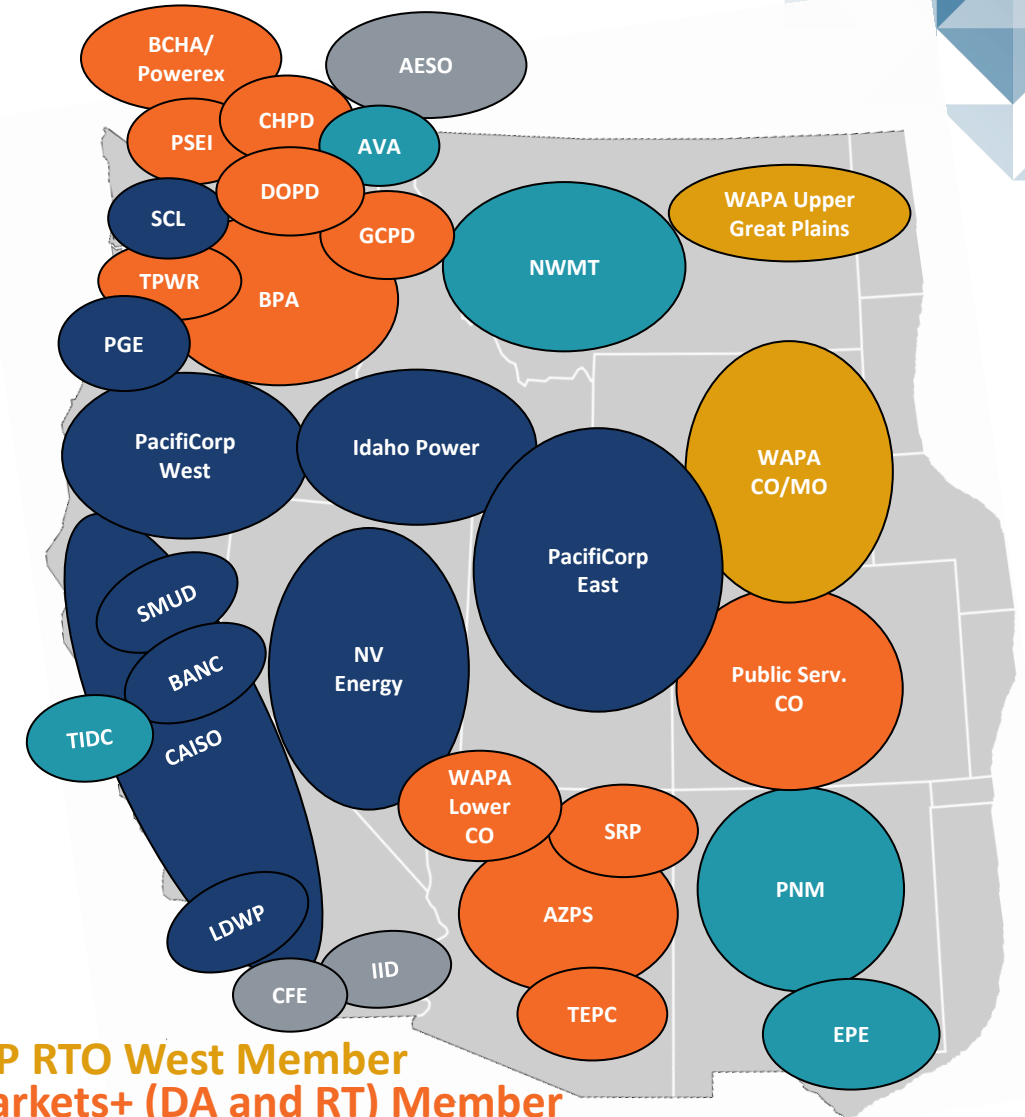 BCHA/
Powerex
AESO
CHPD
PSEI
AVA
DOPD
WAPA Upper
Great Plains
SCL
GCPD
NWMT
TPWR
BPA
PGE
PacifiCorp
West
Idaho Power
WAPA
CO/MO
PacifiCorp
East
SMUD
NV
Energy
BANC
Public Serv.
CO
TIDC
CAISO
WAPA
Lower
CO
SRP
PNM
AZPS
LDWP
IID
CFE
TEPC
EPE
P RTO West Member
arkets+ (DA and RT) Member